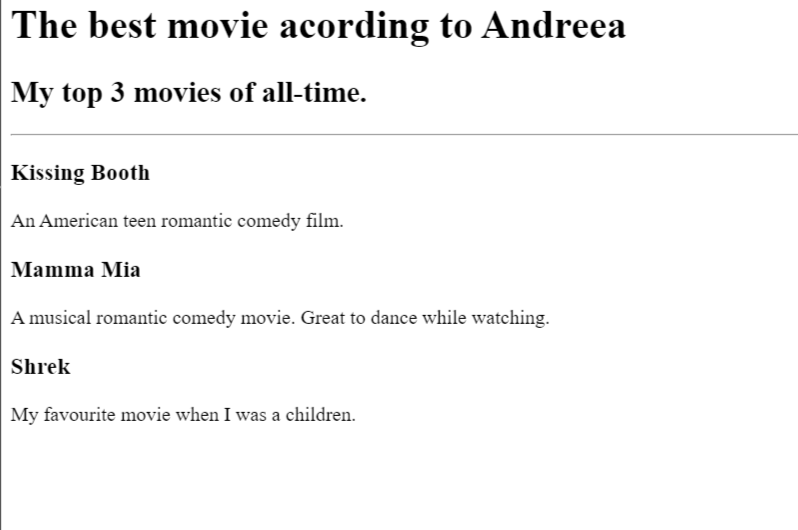 The best movie acording to Andreea
My top 3 movies of all-time.
Kissing Booth
An American teen romantic comedy film.
Mamma Mia
A musical romantic comedy movie. Great to dance while watching.
Shrek
My favourite movie when I was a children.